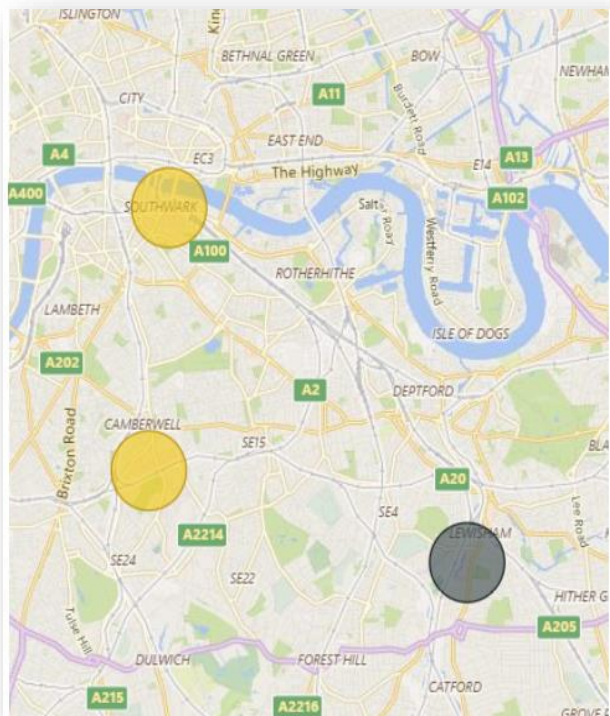 ISLINGTON
BETHNAL GREEN
BOW
NEWHAM
CITY
A11
Burdett Road
EAST END
A4
EC3
The Highway
E14
A13
A400
A102
SOUTHWARK
Westferry Road
A100
ROTHERHITHE
LAMBETH
ISLE OF DOGS
A202
A2
DEPTFORD
CAMBERWELL
Brixton Road
SE15
A20
Lee Road
SE4
A2214
LEWISHAM
SE24
SE22
HITHER G
Tulse Hill
A205
DULWICH
FOREST HILL
CATFORD
A215
A2216